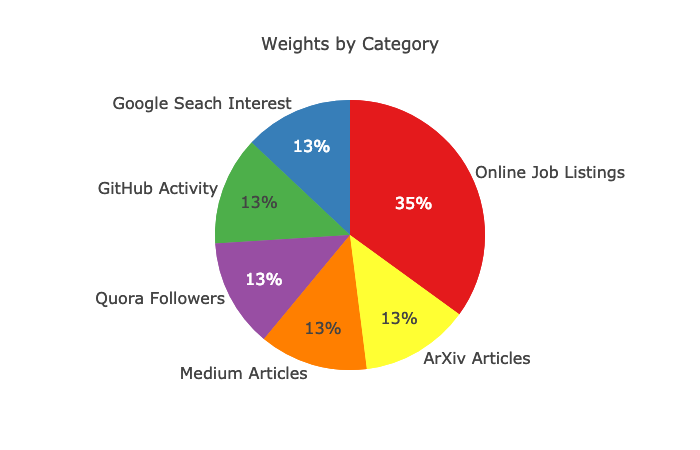 Weights by Category
Google Seach Interest
13%
Online Job Listings
35%
GitHub Activity
13%
Quora Followers
13%
Medium Articles
13%
ArXiv Articles
13%